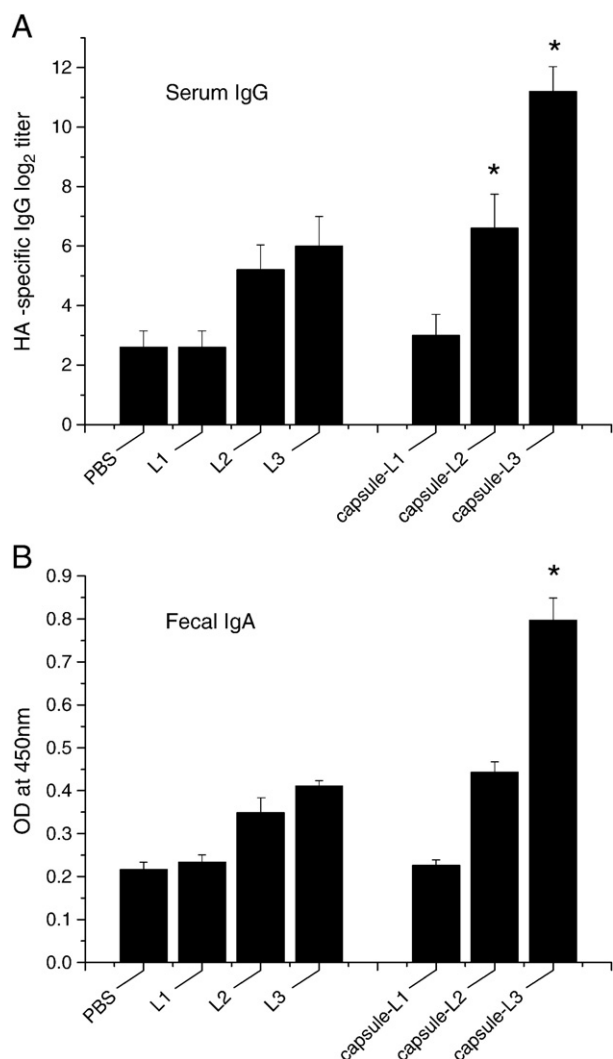 A
*
12
*
Serum IgG
10
8
6
4
2
0
HA -specific IgG log₂ titer
PBS
L1
L2
L3
capsule-L1
capsule-L2
capsule-L3
B
0.9
*
Fecal IgA
0.8
0.7
0.6
0.5
0.4
0.3
0.2
0.1
0.0
OD at 450nm
PBS
L1
L2
L3
capsule-L1
capsule-L2
capsule-L3